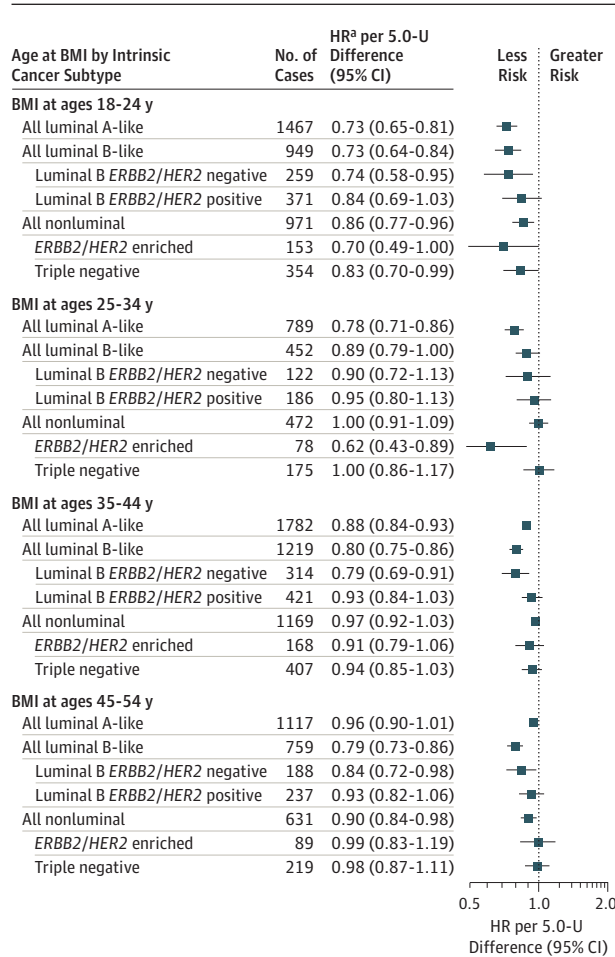 Age at BMI by Intrinsic Cancer Subtype	No. of Cases	HRᵃ per 5.0-U Difference (95% CI)	Less Risk	Greater Risk
BMI at ages 18-24 y
All luminal A-like	1467	0.73 (0.65-0.81)
All luminal B-like	949	0.73 (0.64-0.84)
Luminal B ERBB2/HER2 negative	259	0.74 (0.58-0.95)
Luminal B ERBB2/HER2 positive	371	0.84 (0.69-1.03)
All nonluminal	971	0.86 (0.77-0.96)
ERBB2/HER2 enriched	153	0.70 (0.49-1.00)
Triple negative	354	0.83 (0.70-0.99)
BMI at ages 25-34 y
All luminal A-like	789	0.78 (0.71-0.86)
All luminal B-like	452	0.89 (0.79-1.00)
Luminal B ERBB2/HER2 negative	122	0.90 (0.72-1.13)
Luminal B ERBB2/HER2 positive	186	0.95 (0.80-1.13)
All nonluminal	472	1.00 (0.91-1.09)
ERBB2/HER2 enriched	78	0.62 (0.43-0.89)
Triple negative	175	1.00 (0.86-1.17)
BMI at ages 35-44 y
All luminal A-like	1782	0.88 (0.84-0.93)
All luminal B-like	1219	0.80 (0.75-0.86)
Luminal B ERBB2/HER2 negative	314	0.79 (0.69-0.91)
Luminal B ERBB2/HER2 positive	421	0.93 (0.84-1.03)
All nonluminal	1169	0.97 (0.92-1.03)
ERBB2/HER2 enriched	168	0.91 (0.79-1.06)
Triple negative	407	0.94 (0.85-1.03)
BMI at ages 45-54 y
All luminal A-like	1117	0.96 (0.90-1.01)
All luminal B-like	759	0.79 (0.73-0.86)
Luminal B ERBB2/HER2 negative	188	0.84 (0.72-0.98)
Luminal B ERBB2/HER2 positive	237	0.93 (0.82-1.06)
All nonluminal	631	0.90 (0.84-0.98)
ERBB2/HER2 enriched	89	0.99 (0.83-1.19)
Triple negative	219	0.98 (0.87-1.11)
0.5	1.0	2.0
HR per 5.0-U
Difference (95% CI)